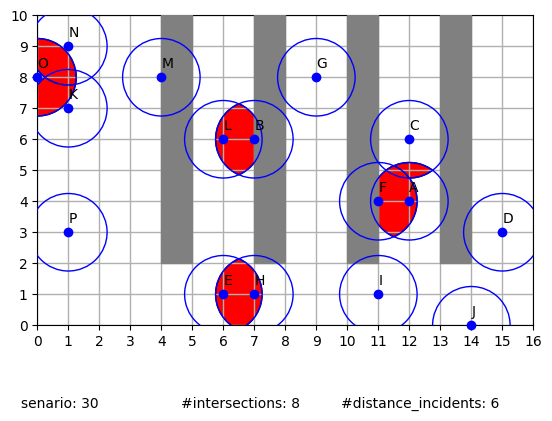 10
9
8
7
6
5
4
3
2
1
0
N
O
M
G
K
L
B
C
F
A
P
D
E
H
I
J
0 1 2 3 4 5 6 7 8 9 10 11 12 13 14 15 16
senario: 30 #intersections: 8 #distance_incidents: 6